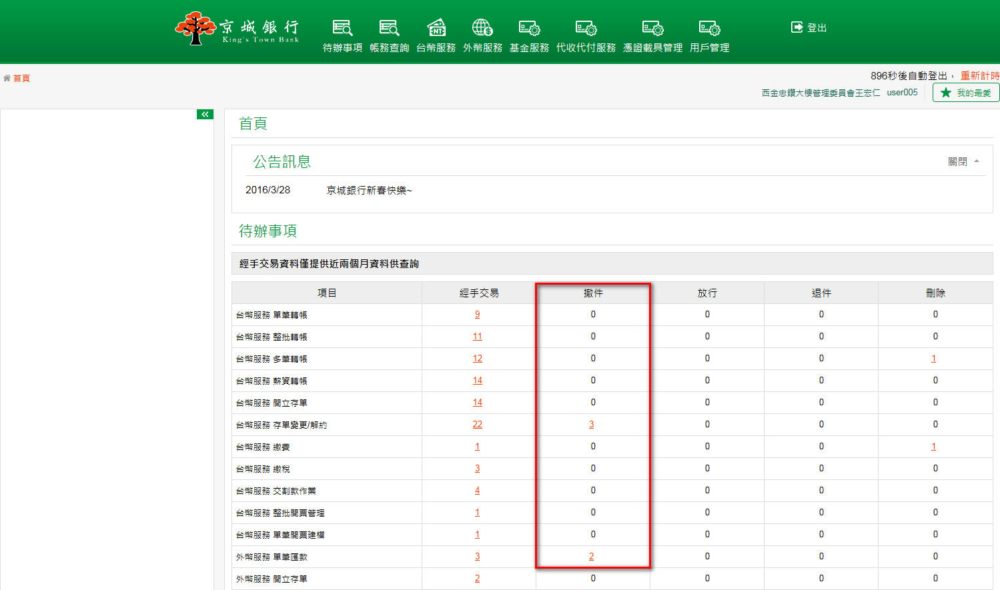 京城銀行
King's Town Bank
待辦事項 帳務查詢 台幣服務 外幣服務 基金服務 代收代付服務 憑證載具管理 用戶管理
登出
首頁
896秒後自動登出， 重新計時
西金忠鑽大樓管理委員會王宏仁 user005 我的最愛
首頁
公告訊息 關閉
2016/3/28 京城銀行新春快樂~
待辦事項
經手交易資料僅提供近兩個月資料供查詢
項目 經手交易 撤件 放行 退件 刪除
台幣服務 單筆轉帳 9 0 0 0 0
台幣服務 整批轉帳 11 0 0 0 0
台幣服務 多筆轉帳 12 0 0 0 1
台幣服務 薪資轉帳 14 0 0 0 0
台幣服務 開立存單 14 0 0 0 0
台幣服務 存單變更/解約 22 3 0 0 0
台幣服務 繳費 1 0 0 0 1
台幣服務 繳稅 3 0 0 0 0
台幣服務 交割款作業 4 0 0 0 0
台幣服務 整批開票管理 1 0 0 0 0
台幣服務 單筆開票建檔 1 0 0 0 0
外幣服務 單筆匯款 3 2 0 0 0
外幣服務 開立存單 2 0 0 0 0